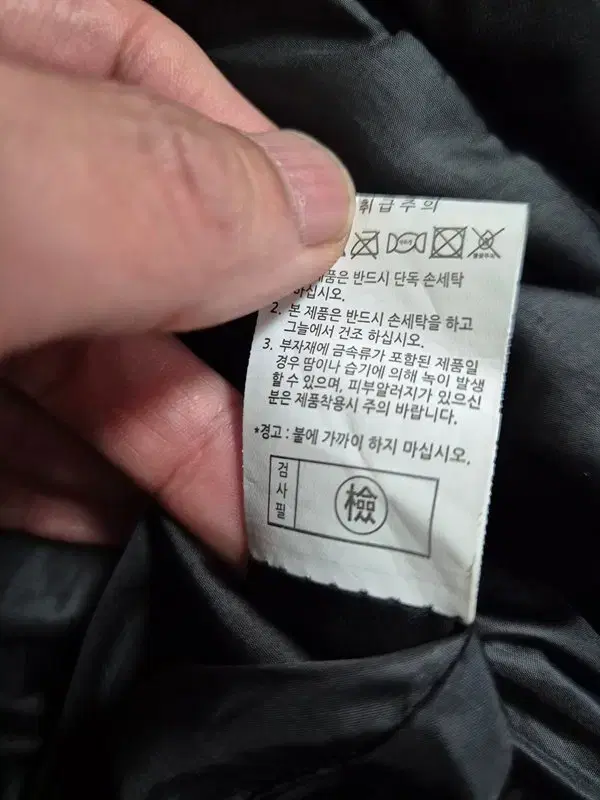 취급주의
제품은 반드시 단독 손세탁
하십시오.
2. 본 제품은 반드시 손세탁을 하고
그늘에서 건조 하십시오.
3. 부자재에 금속류가 포함된 제품일
경우 땀이나 습기에 의해 녹이 발생
할 수 있으며, 피부알러지가 있으신
분은 제품착용시 주의 바랍니다.
*경고 : 불에 가까이 하지 마십시오.
검사필
檢